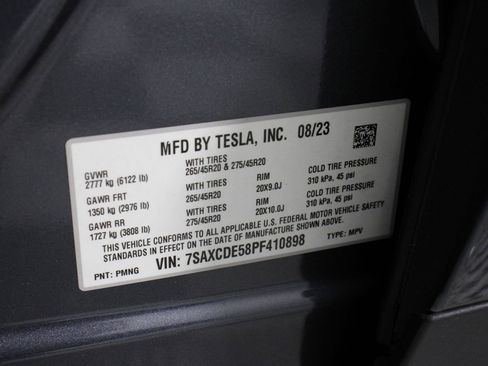 MFD BY TESLA, INC. 08/23
GVWR WITH TIRES
2777 kg (6122 lb) 265/45R20 & 275/45R20
GAWR FRT WITH TIRES RIM COLD TIRE PRESSURE
1350 kg (2976 lb) 265/45R20 20X9.0J 310 kPa, 45 psi
GAWR RR WITH TIRES RIM COLD TIRE PRESSURE
1727 kg (3808 lb) 275/45R20 20X10.0J 310 kPa, 45 psi
THIS VEHICLE CONFORMS TO ALL APPLICABLE U.S. FEDERAL MOTOR VEHICLE SAFETY
STANDARDS IN EFFECT ON THE DATE OF MANUFACTURE SHOWN ABOVE.
VIN: 7SAXCDE58PF410898
PNT: PMNG TYPE: MPV